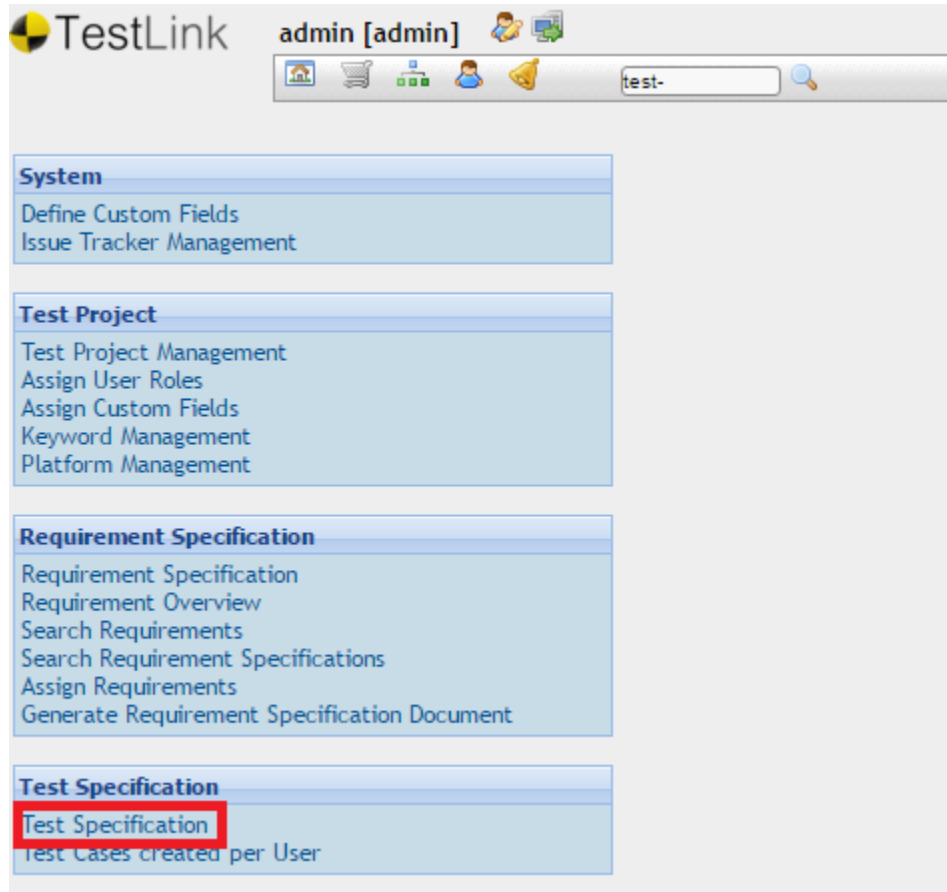 TestLink
admin [admin]
test-
System
Define Custom Fields
Issue Tracker Management
Test Project
Test Project Management
Assign User Roles
Assign Custom Fields
Keyword Management
Platform Management
Requirement Specification
Requirement Specification
Requirement Overview
Search Requirements
Search Requirement Specifications
Assign Requirements
Generate Requirement Specification Document
Test Specification
Test Specification
Test Cases created per User